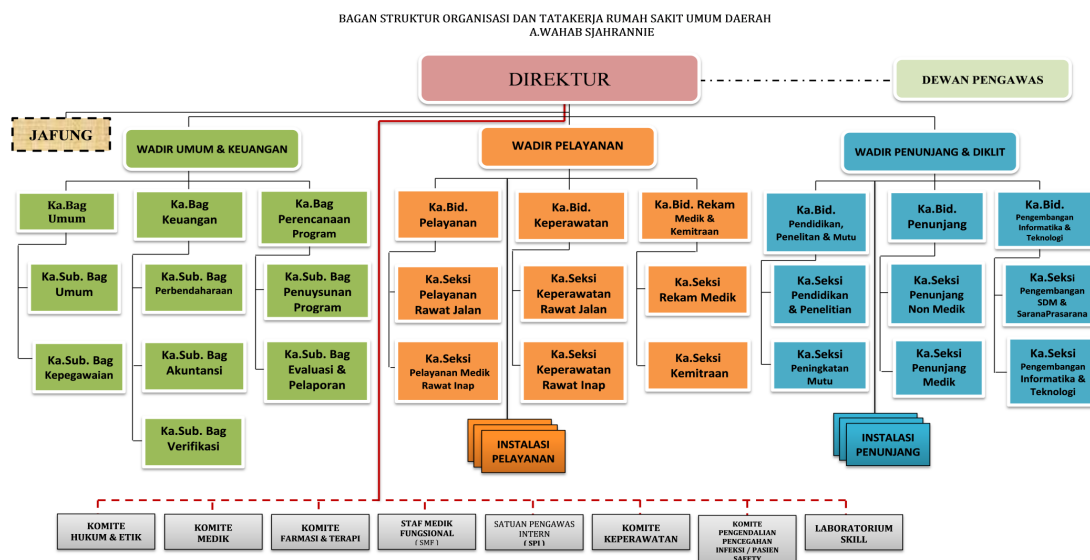 BAGAN STRUKTUR ORGANISASI DAN TATAKERJA RUMAH SAKIT UMUM DAERAH
A.WAHAB SJAHRANNIE
DIREKTUR
DEWAN PENGAWAS
JAFUNG
WADIR UMUM & KEUANGAN
WADIR PELAYANAN
WADIR PENUNJANG & DIKLIT
Ka.Bag
Umum
Ka.Bag
Keuangan
Ka.Bag
Perencanaan
Program
Ka.Bid.
Pelayanan
Ka.Bid.
Keperawatan
Ka.Bid. Rekam
Medik &
Kemitraan
Ka.Bid.
Pendidikan,
Penelitan & Mutu
Ka.Bid.
Penunjang
Ka.Bid.
Pengembangan
Informatika &
Teknologi
Ka.Sub. Bag
Umum
Ka.Sub. Bag
Perbendaharaan
Ka.Sub. Bag
Penuysunan
Program
Ka.Seksi
Pelayanan
Rawat Jalan
Ka.Seksi
Keperawatan
Rawat Jalan
Ka.Seksi
Rekam Medik
Ka.Seksi
Pendidikan
& Penelitian
Ka.Seksi
Penunjang
Non Medik
Ka.Seksi
Pengembangan
SDM &
SaranaPrasarana
Ka.Sub. Bag
Kepegawaian
Ka.Sub. Bag
Akuntansi
Ka.Sub. Bag
Evaluasi &
Pelaporan
Ka.Seksi
Pelayanan Medik
Rawat Inap
Ka.Seksi
Keperawatan
Rawat Inap
Ka.Seksi
Kemitraan
Ka.Seksi
Peningkatan
Mutu
Ka.Seksi
Penunjang
Medik
Ka.Seksi
Pengembangan
Informatika &
Teknologi
Ka.Sub. Bag
Verifikasi
INSTALASI
PELAYANAN
INSTALASI
PENUNJANG
KOMITE
HUKUM & ETIK
KOMITE
MEDIK
KOMITE
FARMASI & TERAPI
STAF MEDIK
FUNGSIONAL
( SMF )
SATUAN PENGAWAS
INTERN
( SPI )
KOMITE
KEPERAWATAN
KOMITE
PENGENDALIAN
PENCEGAHAN
INFEKSI / PASIEN
SAFETY
LABORATORIUM
SKILL